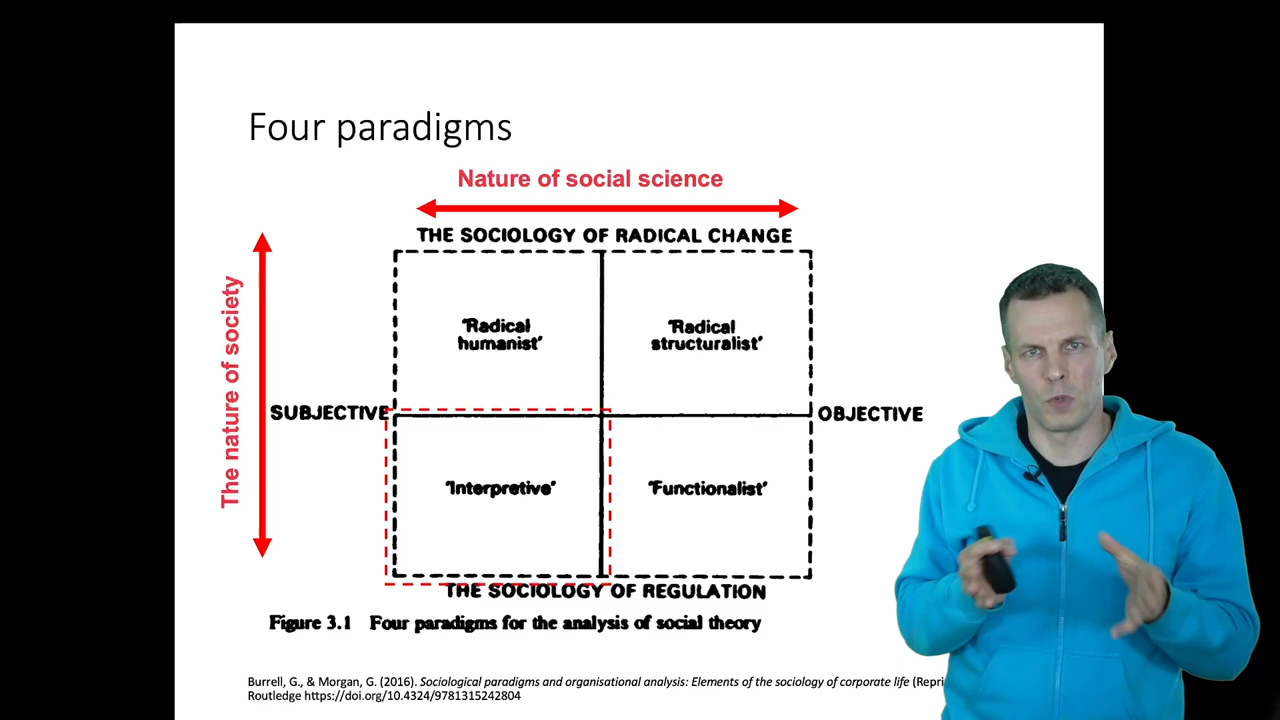 Four paradigms
Nature of social science
THE SOCIOLOGY OF RADICAL CHANGE
The nature of society
'Radical
humanist'
'Radical
structuralist'
SUBJECTIVE
OBJECTIVE
'Interpretive'
'Functionalist'
THE SOCIOLOGY OF REGULATION
Figure 3.1 Four paradigms for the analysis of social theory
Burrell, G., & Morgan, G. (2016). Sociological paradigms and organisational analysis: Elements of the sociology of corporate life
Routledge https://doi.org/10.4324/9781315242804